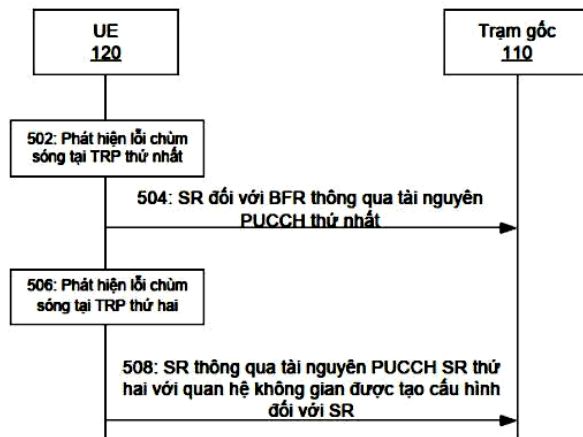 UE
120
Trạm gốc
110
502: Phát hiện lỗi chùm
sóng tại TRP thứ nhất
504: SR đối với BFR thông qua tài nguyên
PUCCH thứ nhất
506: Phát hiện lỗi chùm
sóng tại TRP thứ hai
508: SR thông qua tài nguyên PUCCH SR thứ
hai với quan hệ không gian được tạo cấu hình
đối với SR